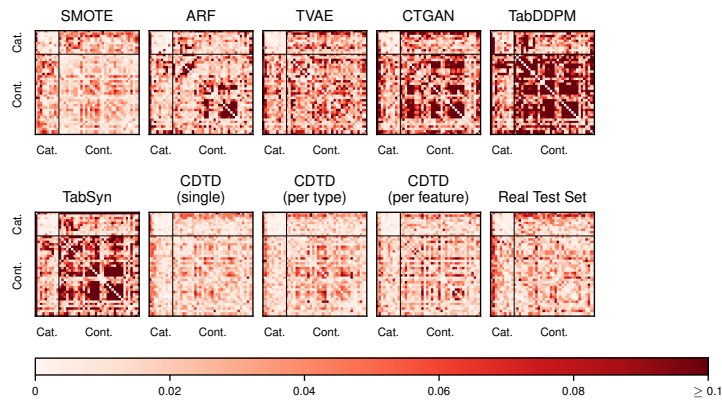 SMOTE ARF TVAE CTGAN TabDDPM
Cat.
Cont.
Cat. Cont. Cat. Cont. Cat. Cont. Cat. Cont. Cat. Cont.
TabSyn CDTD (single) CDTD (per type) CDTD (per feature) Real Test Set
Cat.
Cont.
Cat. Cont. Cat. Cont. Cat. Cont. Cat. Cont. Cat. Cont.
0 0.02 0.04 0.06 0.08 ≥ 0.1